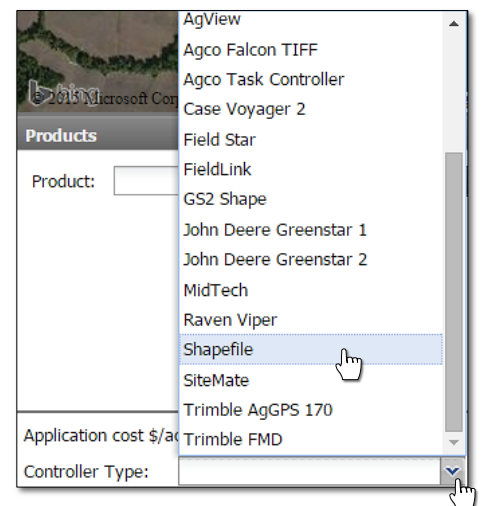 AgView
Agco Falcon TIFF
Agco Task Controller
bing
© 2015 Microsoft Cor
Case Voyager 2
Products
Field Star
FieldLink
Product:
GS2 Shape
John Deere Greenstar 1
John Deere Greenstar 2
MidTech
Raven Viper
Shapefile
SiteMate
Trimble AgGPS 170
Application cost $/ac
Trimble FMD
Controller Type: